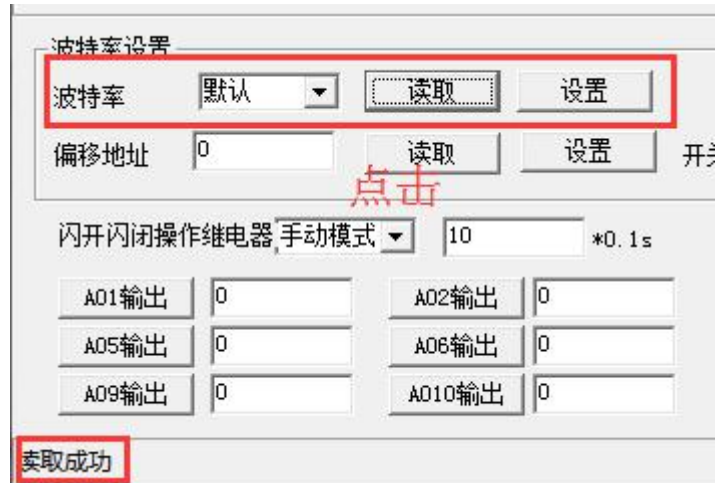 波特率设置
波特率 默认 读取 设置
偏移地址 0 读取 设置 开关
点击
闪开闪闭操作继电器 手动模式 10 *0.1s
A01输出 0 A02输出 0
A05输出 0 A06输出 0
A09输出 0 A010输出 0
读取成功